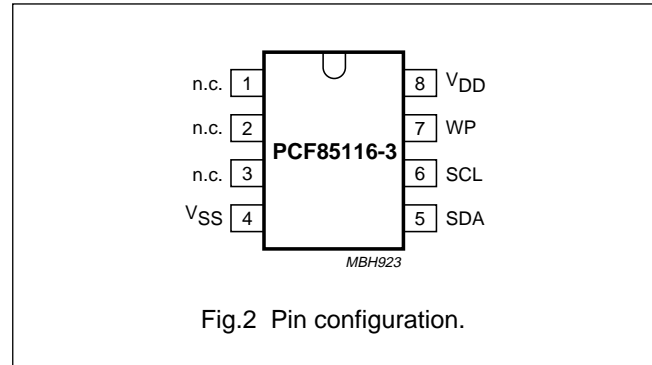 n.c. 1 8 VDD
n.c. 2 7 WP
PCF85116-3
n.c. 3 6 SCL
VSS 4 5 SDA
MBH923
Fig.2 Pin configuration.